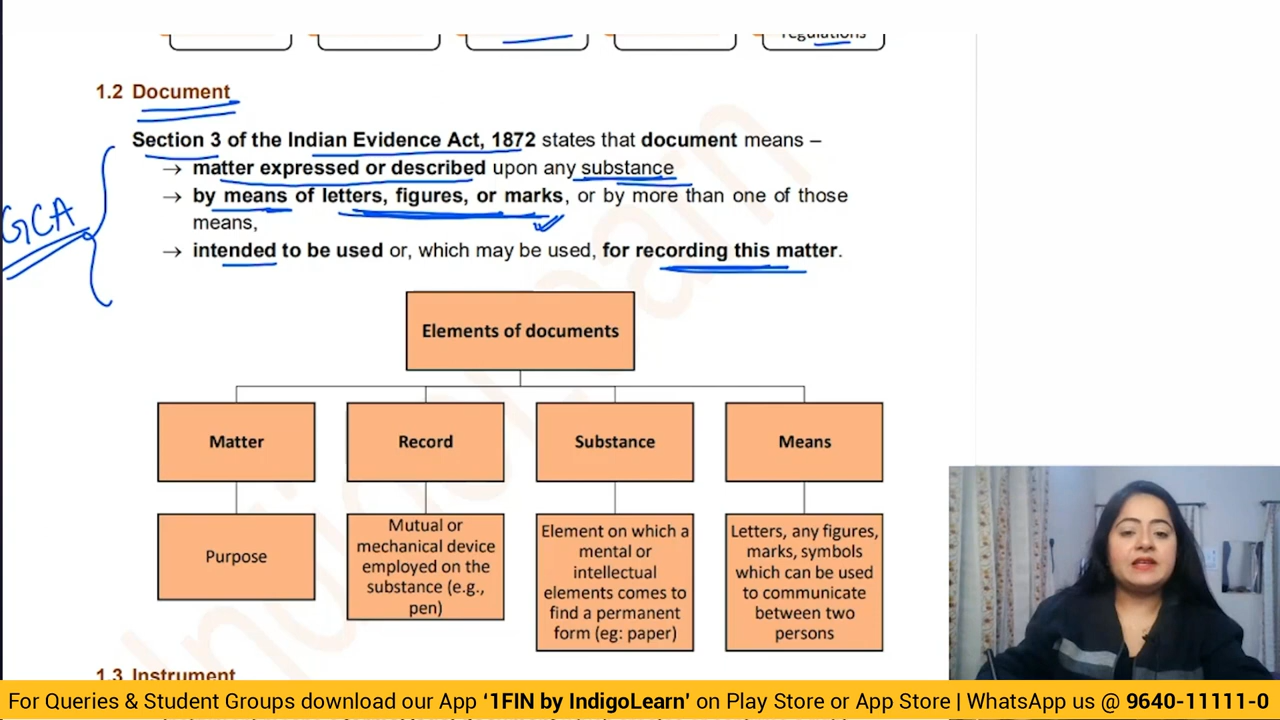 regulations
1.2 Document
Section 3 of the Indian Evidence Act, 1872 states that document means –
→ matter expressed or described upon any substance
→ by means of letters, figures, or marks, or by more than one of those
means,
→ intended to be used or, which may be used, for recording this matter.
GCA
Elements of documents
Matter
Record
Substance
Means
Purpose
Mutual or
mechanical device
employed on the
substance (e.g.,
pen)
Element on which a
mental or
intellectual
elements comes to
find a permanent
form (eg: paper)
Letters, any figures,
marks, symbols
which can be used
to communicate
between two
persons
1.3 Instrument
For Queries & Student Groups download our App ‘1FIN by IndigoLearn’ on Play Store or App Store | WhatsApp us @ 9640-11111-0